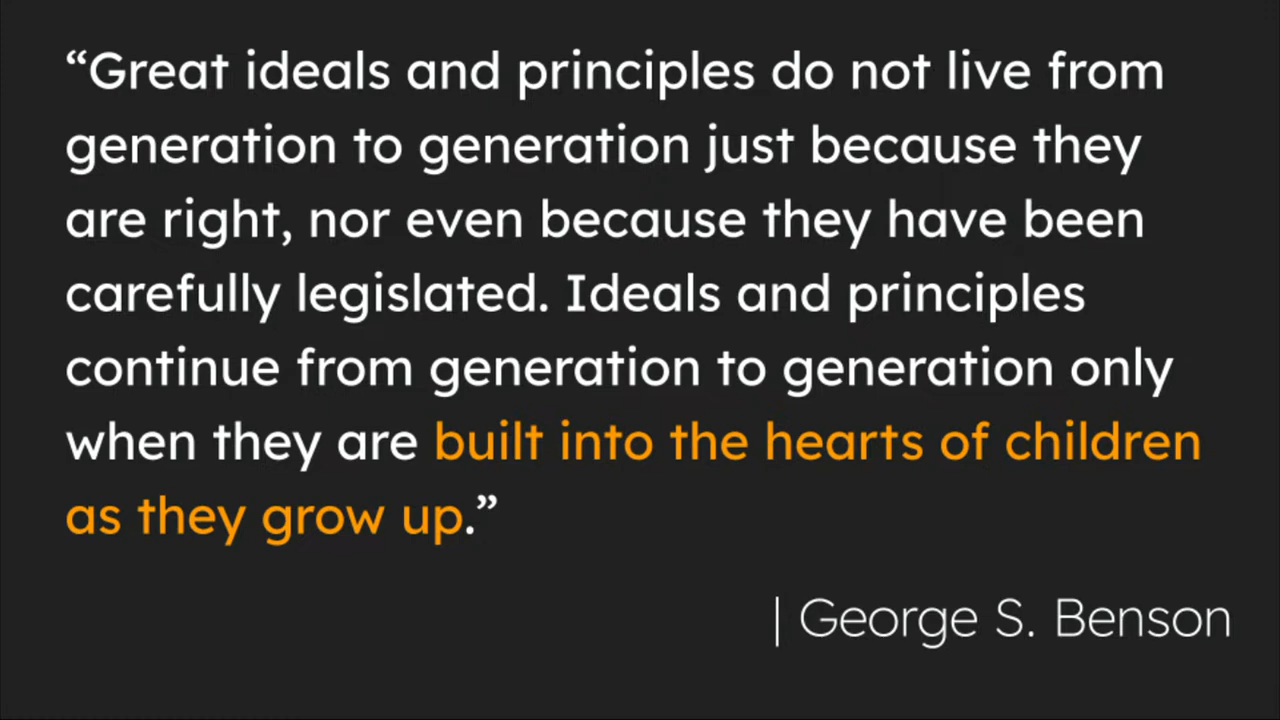 “Great ideals and principles do not live from
generation to generation just because they
are right, nor even because they have been
carefully legislated. Ideals and principles
continue from generation to generation only
when they are built into the hearts of children
as they grow up.”
| George S. Benson